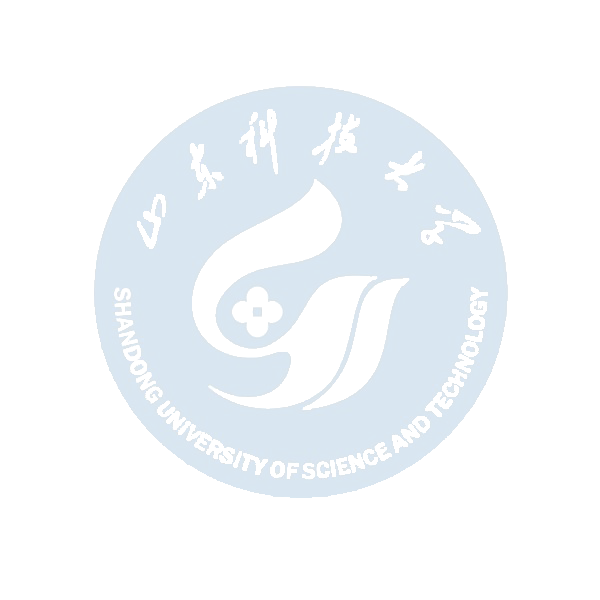 山东科技大学
SHANDONG UNIVERSITY OF SCIENCE AND TECHNOLOGY